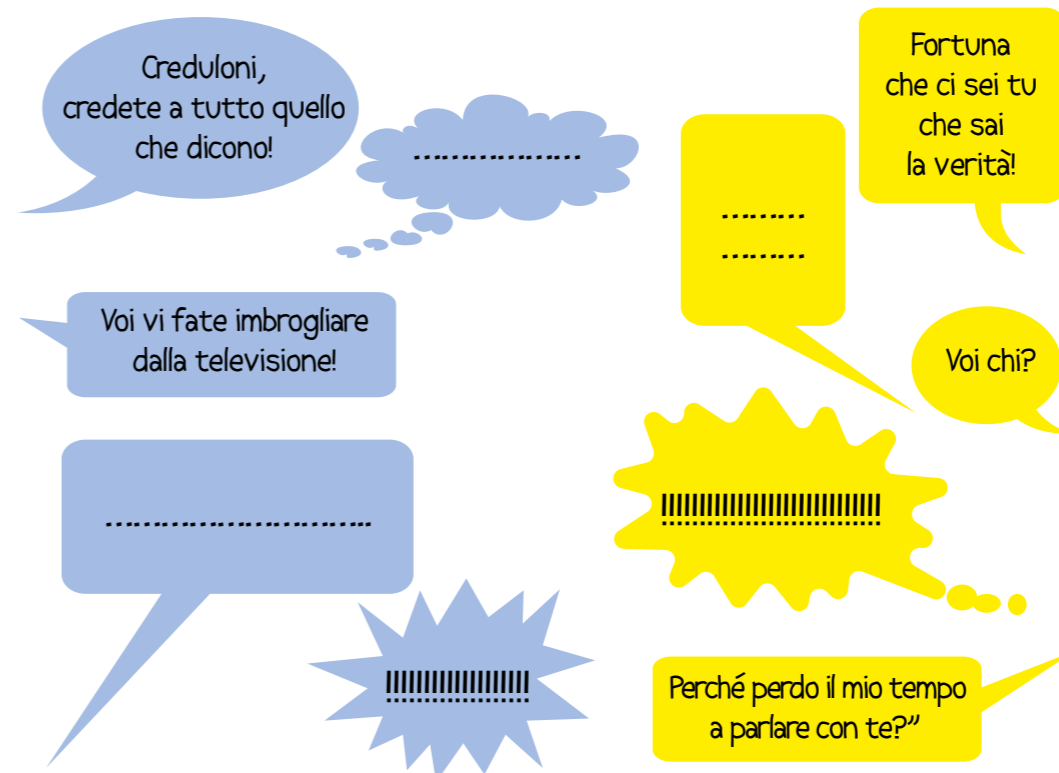 Creduloni,
credete a tutto quello
che dicono!
Fortuna
che ci sei tu
che sai
la verità!
.................
.........
.........
Voi vi fate imbrogliare
dalla televisione!
Voi chi?
...........................
!!!!!!!!!!!!!!!!!!!!!!!!!!!!
!!!!!!!!!!!!!!!!!!
Perché perdo il mio tempo
a parlare con te?”